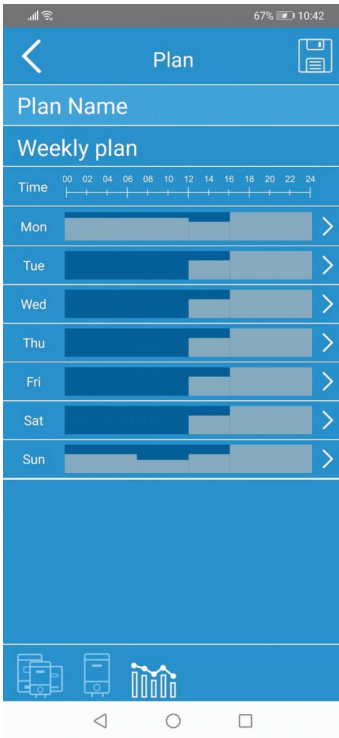 67% 10:42
Plan
Plan Name
Weekly plan
Time 00 02 04 06 08 10 12 14 16 18 20 22 24
Mon
Tue
Wed
Thu
Fri
Sat
Sun